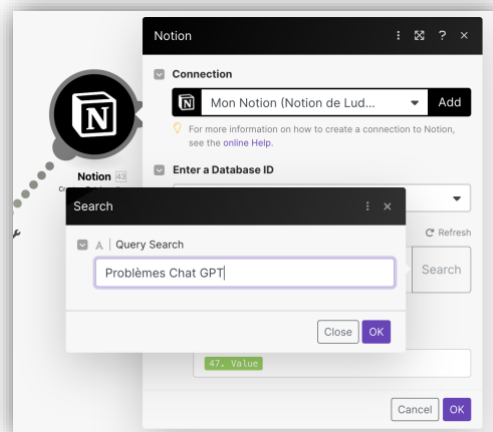 Notion
Connection
Mon Notion (Notion de Lud...
Add
For more information on how to create a connection to Notion,
see the online Help.
Enter a Database ID
Notion 43
Search
Refresh
A | Query Search
Search
Problèmes Chat GPT
Close OK
47. Value
Cancel OK